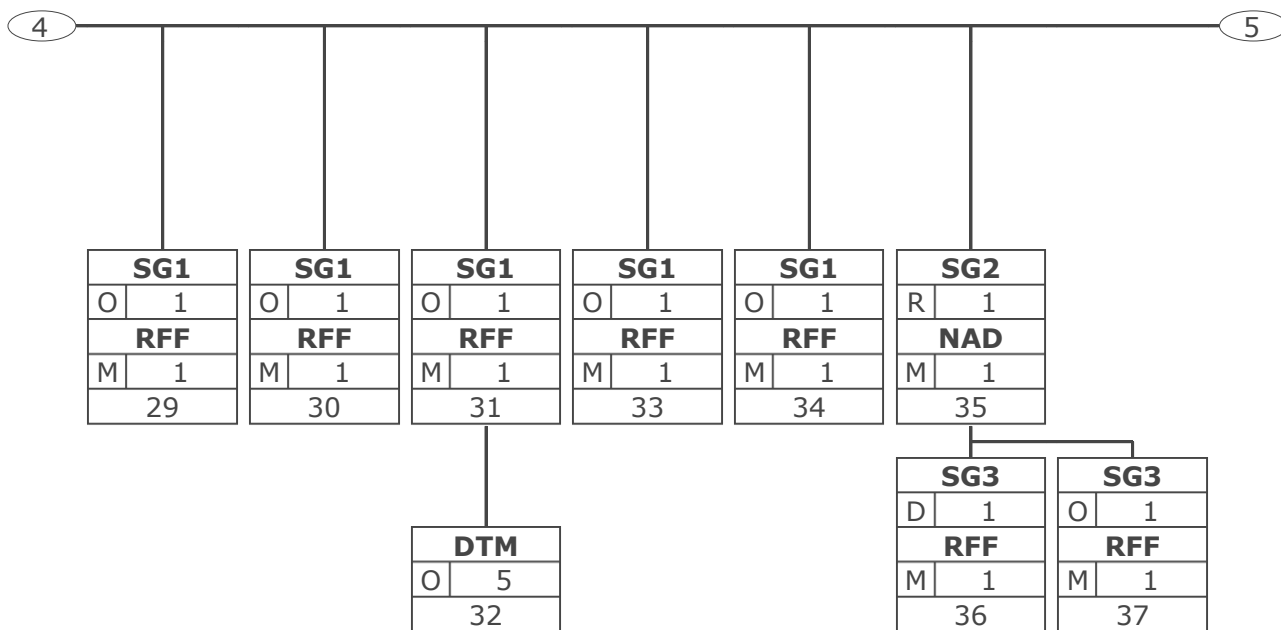 4 5
SG1 SG1 SG1 SG1 SG1 SG2
O 1 O 1 O 1 O 1 O 1 R 1
RFF RFF RFF RFF RFF NAD
M 1 M 1 M 1 M 1 M 1 M 1
29 30 31 33 34 35
SG3 SG3
D 1 O 1
DTM RFF RFF
O 5 M 1 M 1
32 36 37